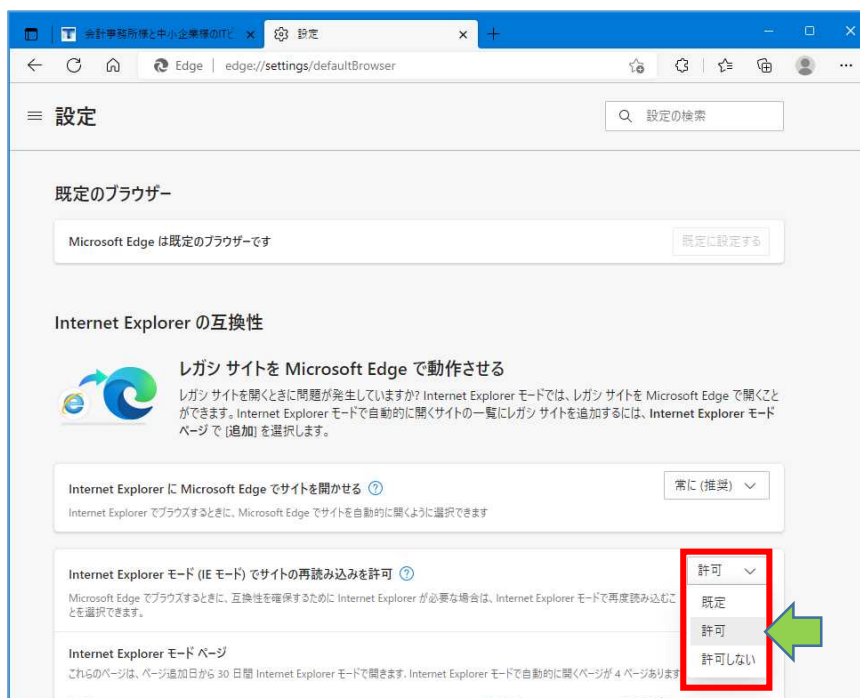 会計事務所様と中小企業様のITビ
設定
Edge | edge://settings/defaultBrowser
設定
設定の検索
既定のブラウザー
Microsoft Edge は既定のブラウザーです
既定に設定する
Internet Explorer の互換性
レガシ サイトを Microsoft Edge で動作させる
レガシ サイトを開くときに問題が発生していますか? Internet Explorer モードでは、レガシ サイトを Microsoft Edge で開くこと
ができます。Internet Explorer モードで自動的に開くサイトの一覧にレガシ サイトを追加するには、Internet Explorer モード
ページ で [追加] を選択します。
Internet Explorer に Microsoft Edge でサイトを開かせる
常に (推奨)
Internet Explorer でブラウズするときに、Microsoft Edge でサイトを自動的に開くように選択できます
Internet Explorer モード (IE モード) でサイトの再読み込みを許可
許可
Microsoft Edge でブラウズするときに、互換性を確保するために Internet Explorer が必要な場合は、Internet Explorer モードで再度読み込むこ
とを選択できます。
既定
許可
許可しない
Internet Explorer モード ページ
これらのページは、ページ追加日から 30 日間 Internet Explorer モードで開きます. Internet Explorer モードで自動的に開くページが 4 ページあります